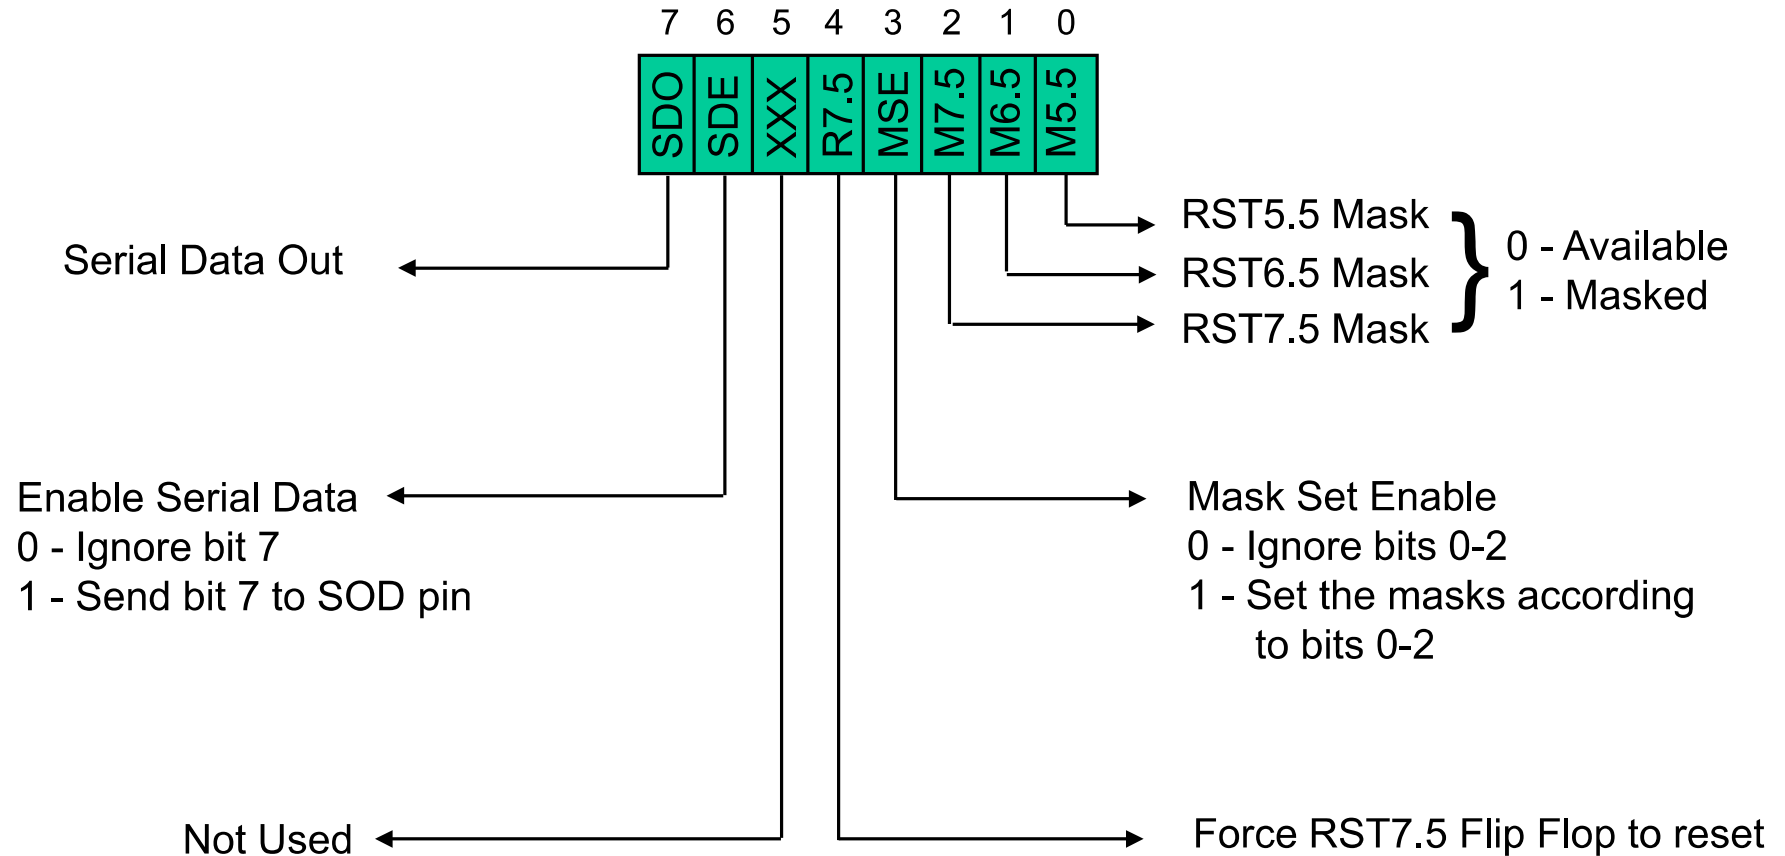 7 6 5 4 3 2 1 0
SDO SDE XXX R7.5 MSE M7.5 M6.5 M5.5
RST5.5 Mask
RST6.5 Mask
RST7.5 Mask
}
0 - Available
1 - Masked
Serial Data Out
Enable Serial Data
0 - Ignore bit 7
1 - Send bit 7 to SOD pin
Mask Set Enable
0 - Ignore bits 0-2
1 - Set the masks according
to bits 0-2
Not Used
Force RST7.5 Flip Flop to reset